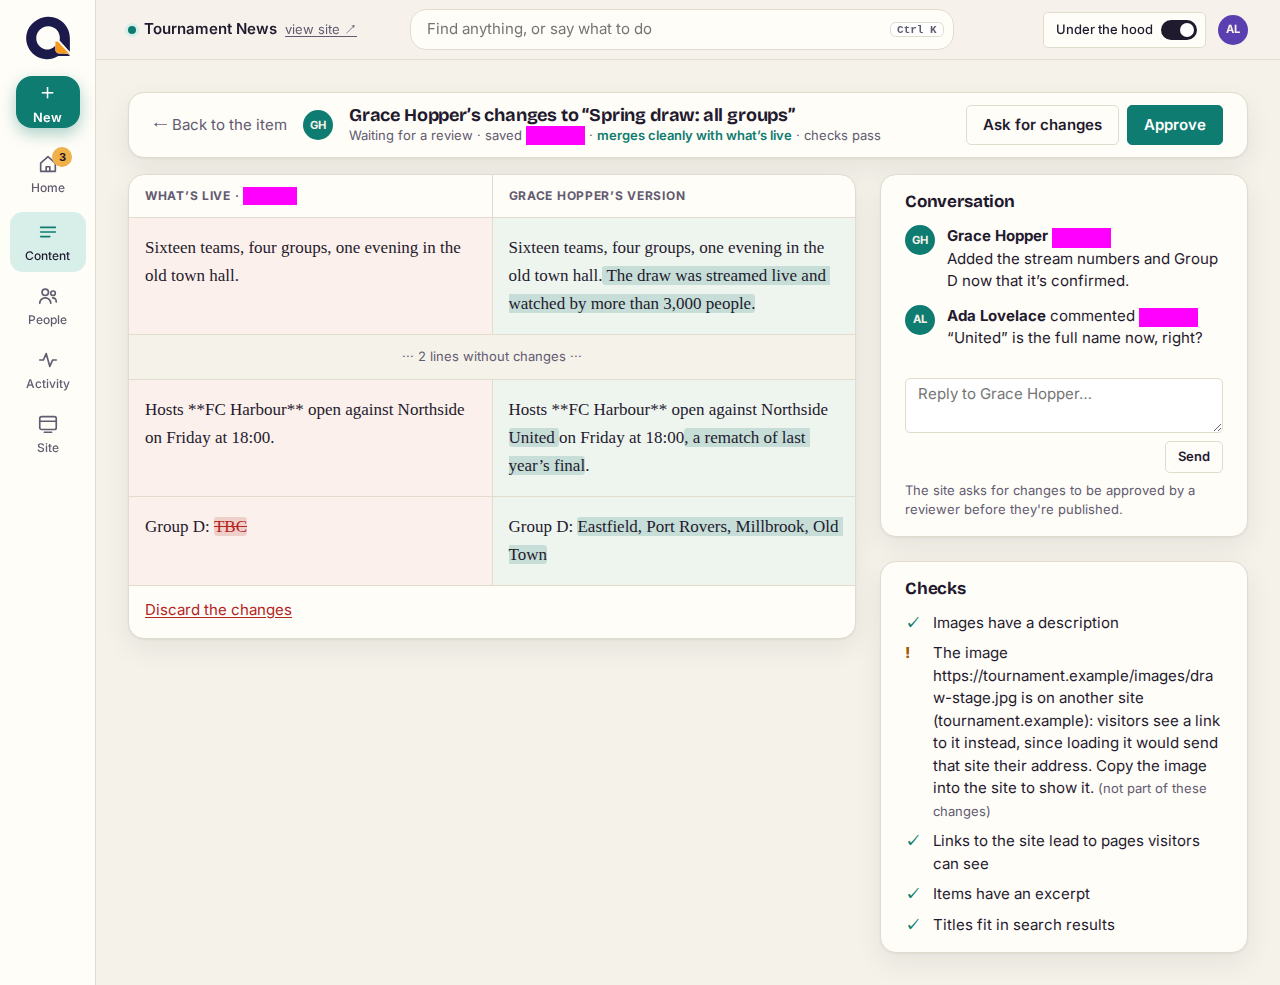 Tournament News view site ↗
Find anything, or say what to do
Ctrl K
Under the hood
AL
+
New
3
Home
Content
People
Activity
Site
← Back to the item
GH
Grace Hopper’s changes to “Spring draw: all groups”
Waiting for a review · saved · merges cleanly with what’s live · checks pass
Ask for changes
Approve
WHAT’S LIVE ·
GRACE HOPPER’S VERSION
Sixteen teams, four groups, one evening in the
old town hall.
Sixteen teams, four groups, one evening in the
old town hall. The draw was streamed live and
watched by more than 3,000 people.
··· 2 lines without changes ···
Hosts **FC Harbour** open against Northside
on Friday at 18:00.
Hosts **FC Harbour** open against Northside
United on Friday at 18:00, a rematch of last
year’s final.
Group D: TBC
Group D: Eastfield, Port Rovers, Millbrook, Old
Town
Discard the changes
Conversation
GH
Grace Hopper
Added the stream numbers and Group
D now that it’s confirmed.
AL
Ada Lovelace commented
“United” is the full name now, right?
Reply to Grace Hopper...
Send
The site asks for changes to be approved by a
reviewer before they're published.
Checks
✓ Images have a description
! The image
https://tournament.example/images/dra
w-stage.jpg is on another site
(tournament.example): visitors see a link
to it instead, since loading it would send
that site their address. Copy the image
into the site to show it. (not part of these
changes)
✓ Links to the site lead to pages visitors
can see
✓ Items have an excerpt
✓ Titles fit in search results